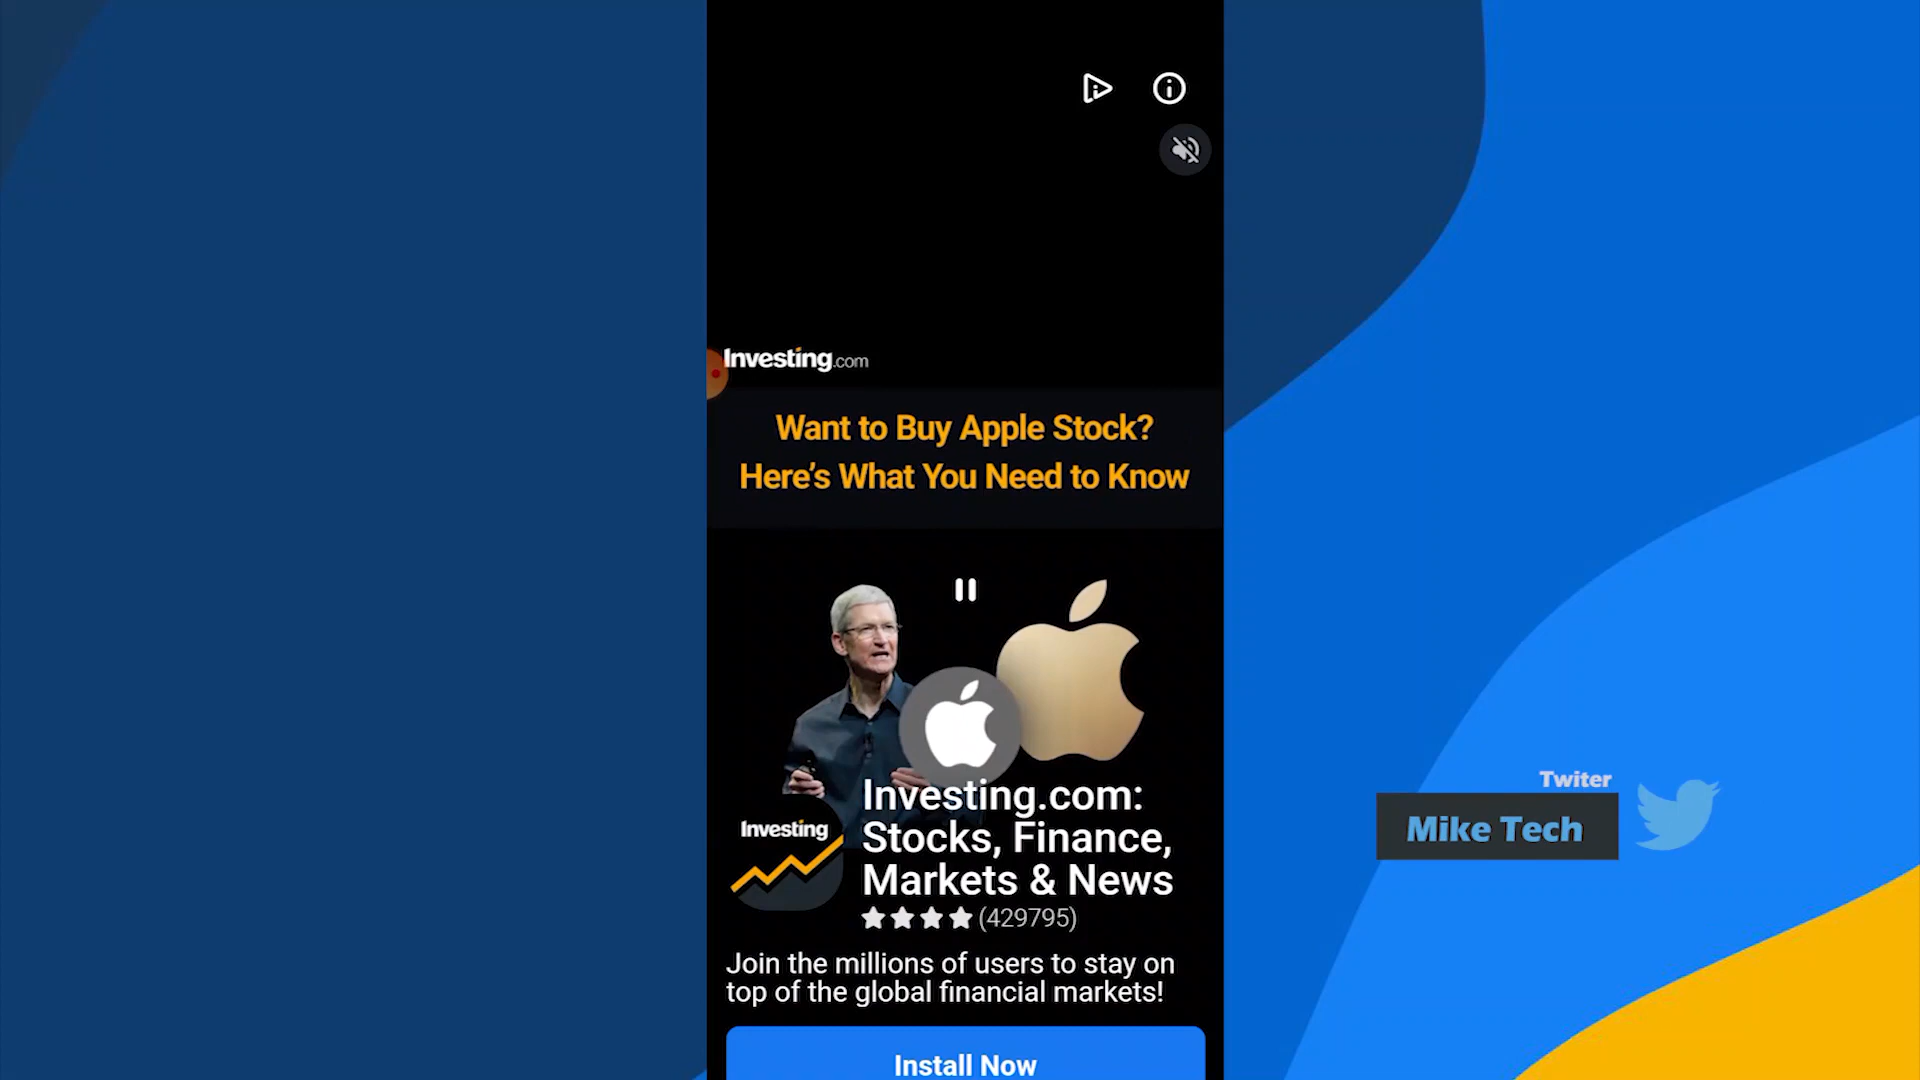 Investing.com
Want to Buy Apple Stock?
Here's What You Need to Know
Investing
Investing.com:
Stocks, Finance,
Markets & News
(429795)
Join the millions of users to stay on
top of the global financial markets!
Install Now
Twiter
Mike Tech